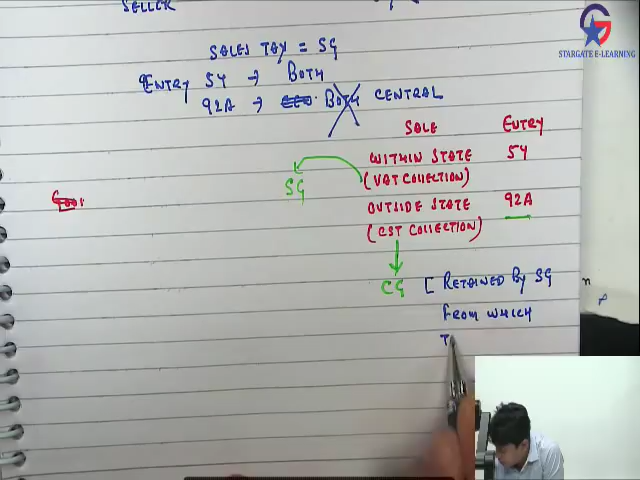 SELLER
STARGATE E-LEARNING
SALES TAX = SG
ENTRY 54 → BOTH
92A → BOTH CENTRAL
SALE ENTRY
WITHIN STATE 54
(VAT COLLECTION)
SG
OUTSIDE STATE 92A
(CST COLLECTION)
CG [ RETAINED BY SG
FROM WHICH
T